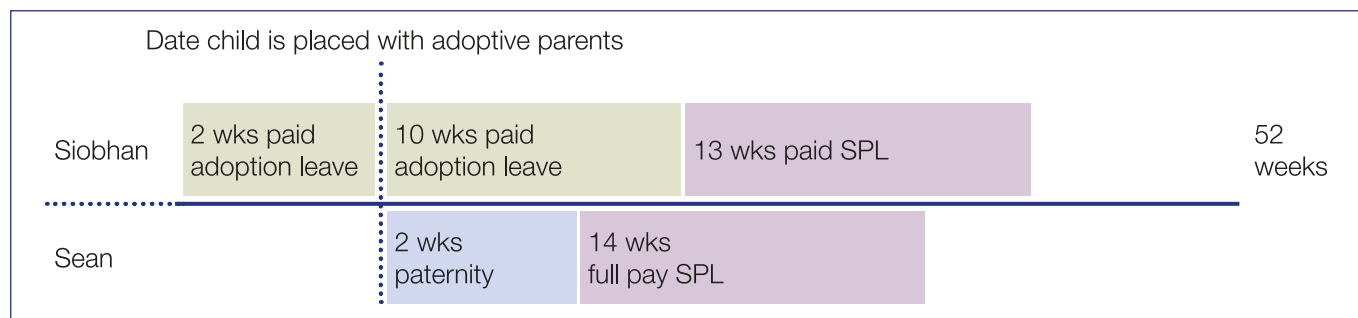 Date child is placed with adoptive parents
Siobhan
2 wks paid
adoption leave
10 wks paid
adoption leave
13 wks paid SPL
52
weeks
Sean
2 wks
paternity
14 wks
full pay SPL